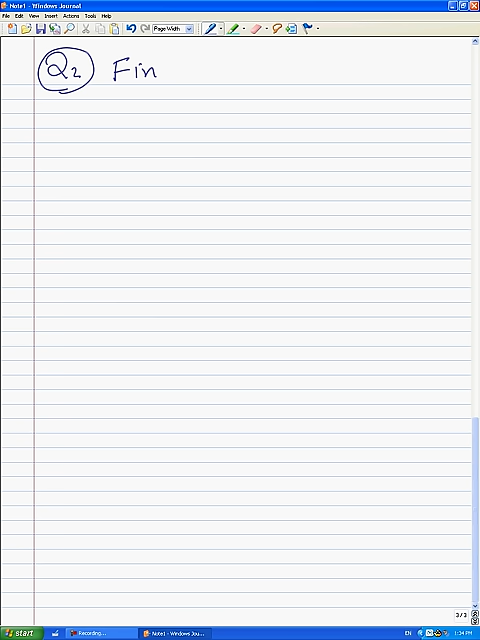 Note1 - Windows Journal
File Edit View Insert Actions Tools Help
Page Width
Q2 Fin
3/3
start Recording... Note1 - Windows Jou... EN 1:34 PM